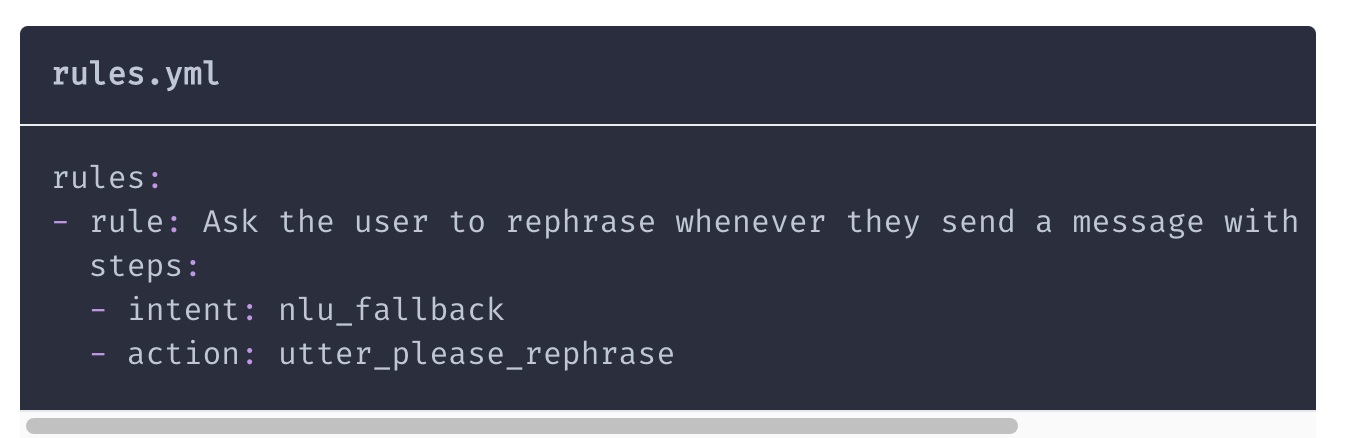 rules.yml
rules:
- rule: Ask the user to rephrase whenever they send a message with
steps:
- intent: nlu_fallback
- action: utter_please_rephrase